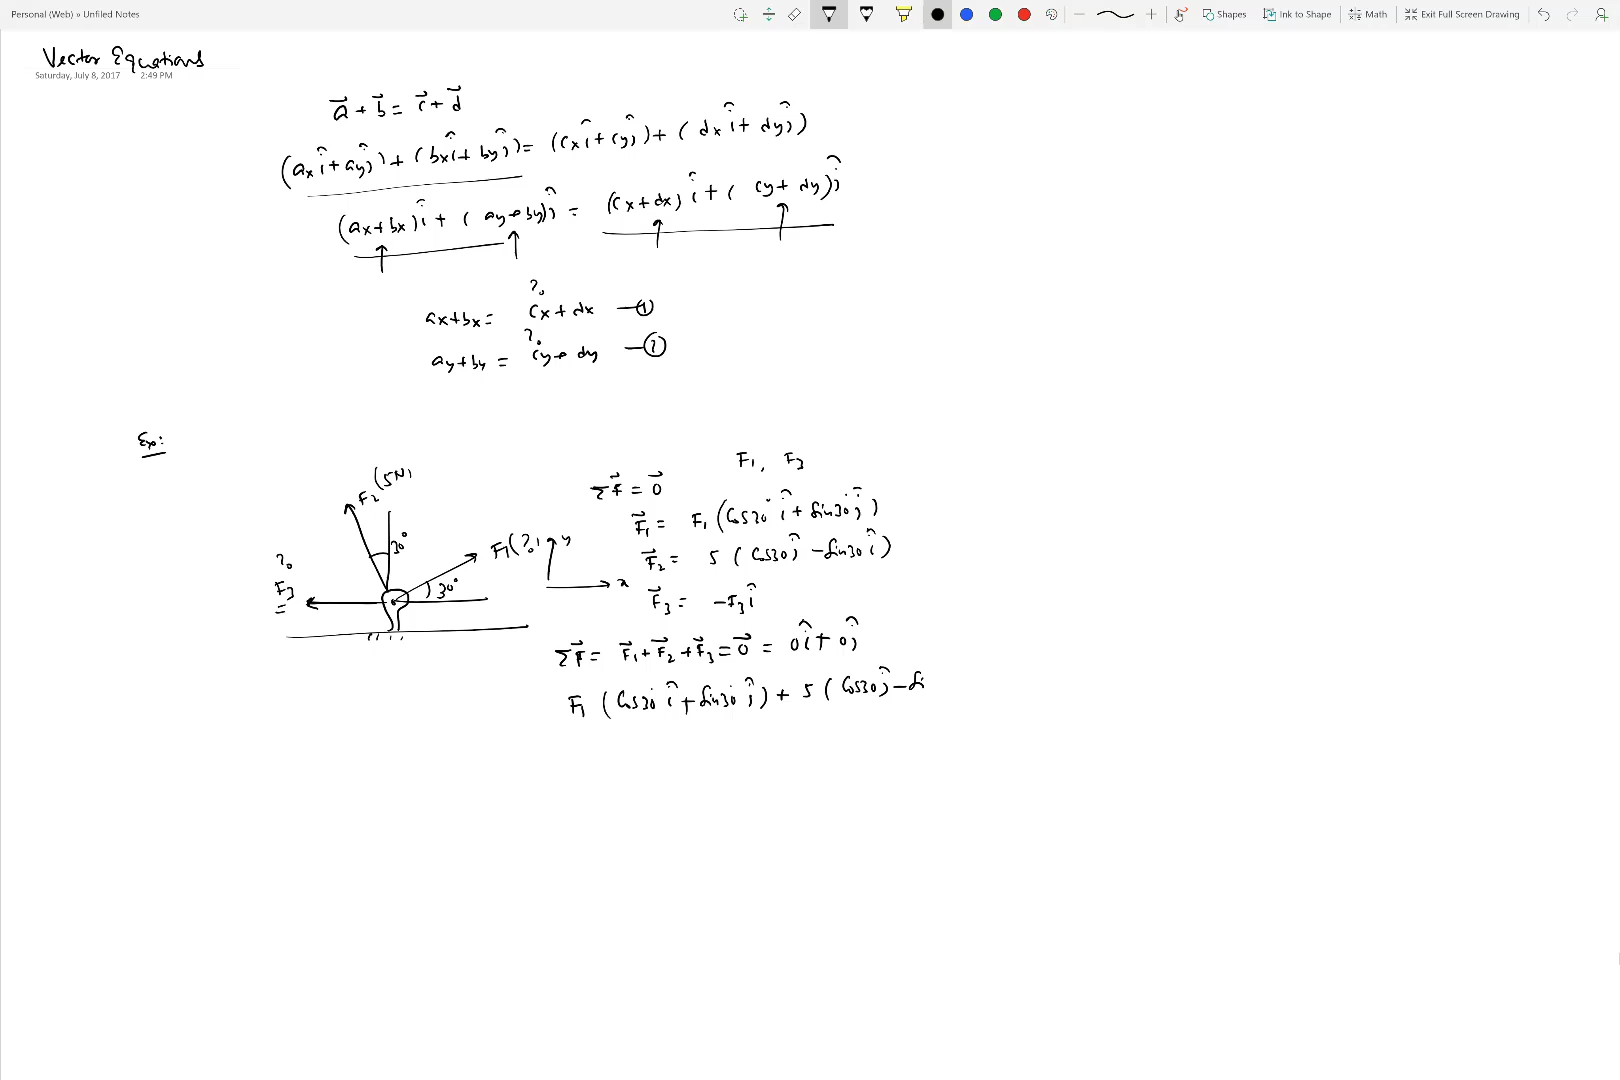 Personal (Web) » Unfiled Notes
Shapes Ink to Shape Math Exit Full Screen Drawing
Vector Equations
Saturday, July 8, 2017 2:49 PM
a⃗ + b⃗ = c⃗ + d⃗
(ax î + ay ĵ) + (bx î + by ĵ) = (cx î + cy ĵ) + (dx î + dy ĵ)
(ax + bx) î + (ay + by) ĵ = (cx + dx) î + (cy + dy) ĵ
?
ax + bx = cx + dx — ①
?
ay + by = cy + dy — ②
Ex:
F1, F3
F2 (5N)
ΣF⃗ = 0⃗
F⃗1 = F1 (Cos30° î + Sin30 ĵ)
30°
F1 (?)
y
F⃗2 = 5 (Cos30 ĵ - Sin30 î)
?
F3
30°
x
F⃗3 = -F3 î
ΣF⃗ = F⃗1 + F⃗2 + F⃗3 = 0⃗ = 0 î + 0 ĵ
F1 (Cos30 î + Sin30 ĵ) + 5 (Cos30 ĵ - Si